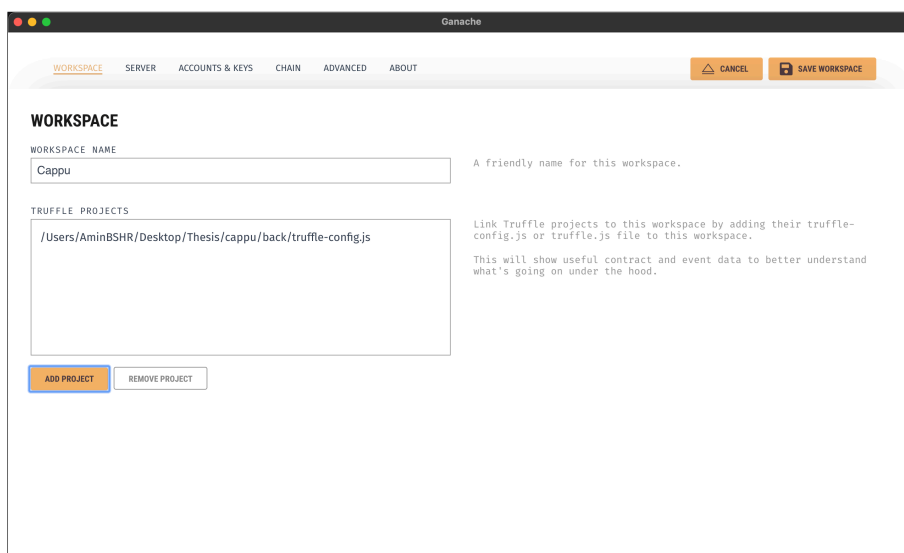 Ganache
WORKSPACE SERVER ACCOUNTS & KEYS CHAIN ADVANCED ABOUT CANCEL SAVE WORKSPACE
WORKSPACE
WORKSPACE NAME
Cappu
A friendly name for this workspace.
TRUFFLE PROJECTS
/Users/AminBSHR/Desktop/Thesis/cappu/back/truffle-config.js
Link Truffle projects to this workspace by adding their truffle-
config.js or truffle.js file to this workspace.
This will show useful contract and event data to better understand
what's going on under the hood.
ADD PROJECT REMOVE PROJECT